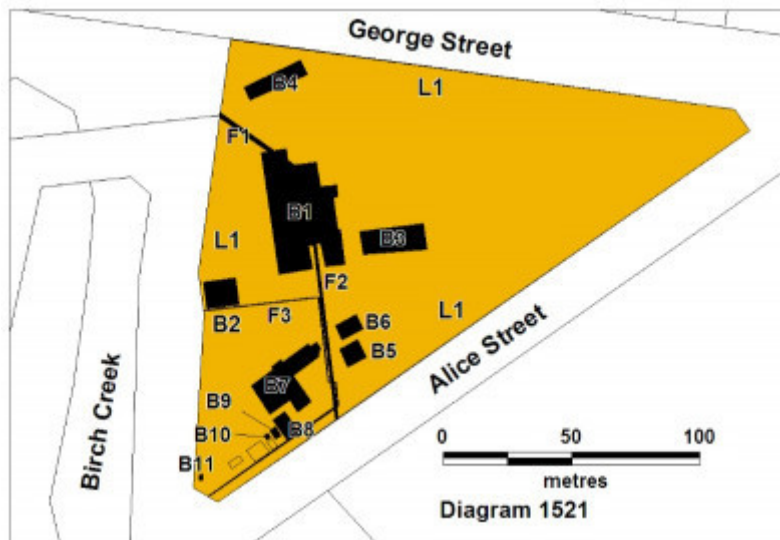 George Street
B4
L1
F1
B1
L1
B3
F2
B2
F3
L1
B6
B5
Alice Street
B7
B9
B10
B8
B11
Birch Creek
0 50 100
metres
Diagram 1521